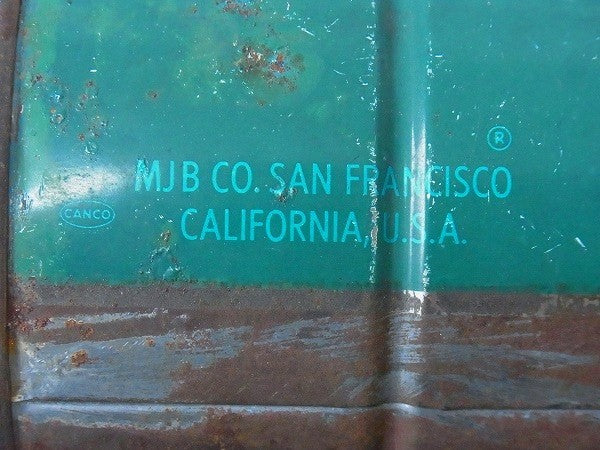 ®
MJB CO. SAN FRANCISCO
CANCO
CALIFORNIA, U.S.A.